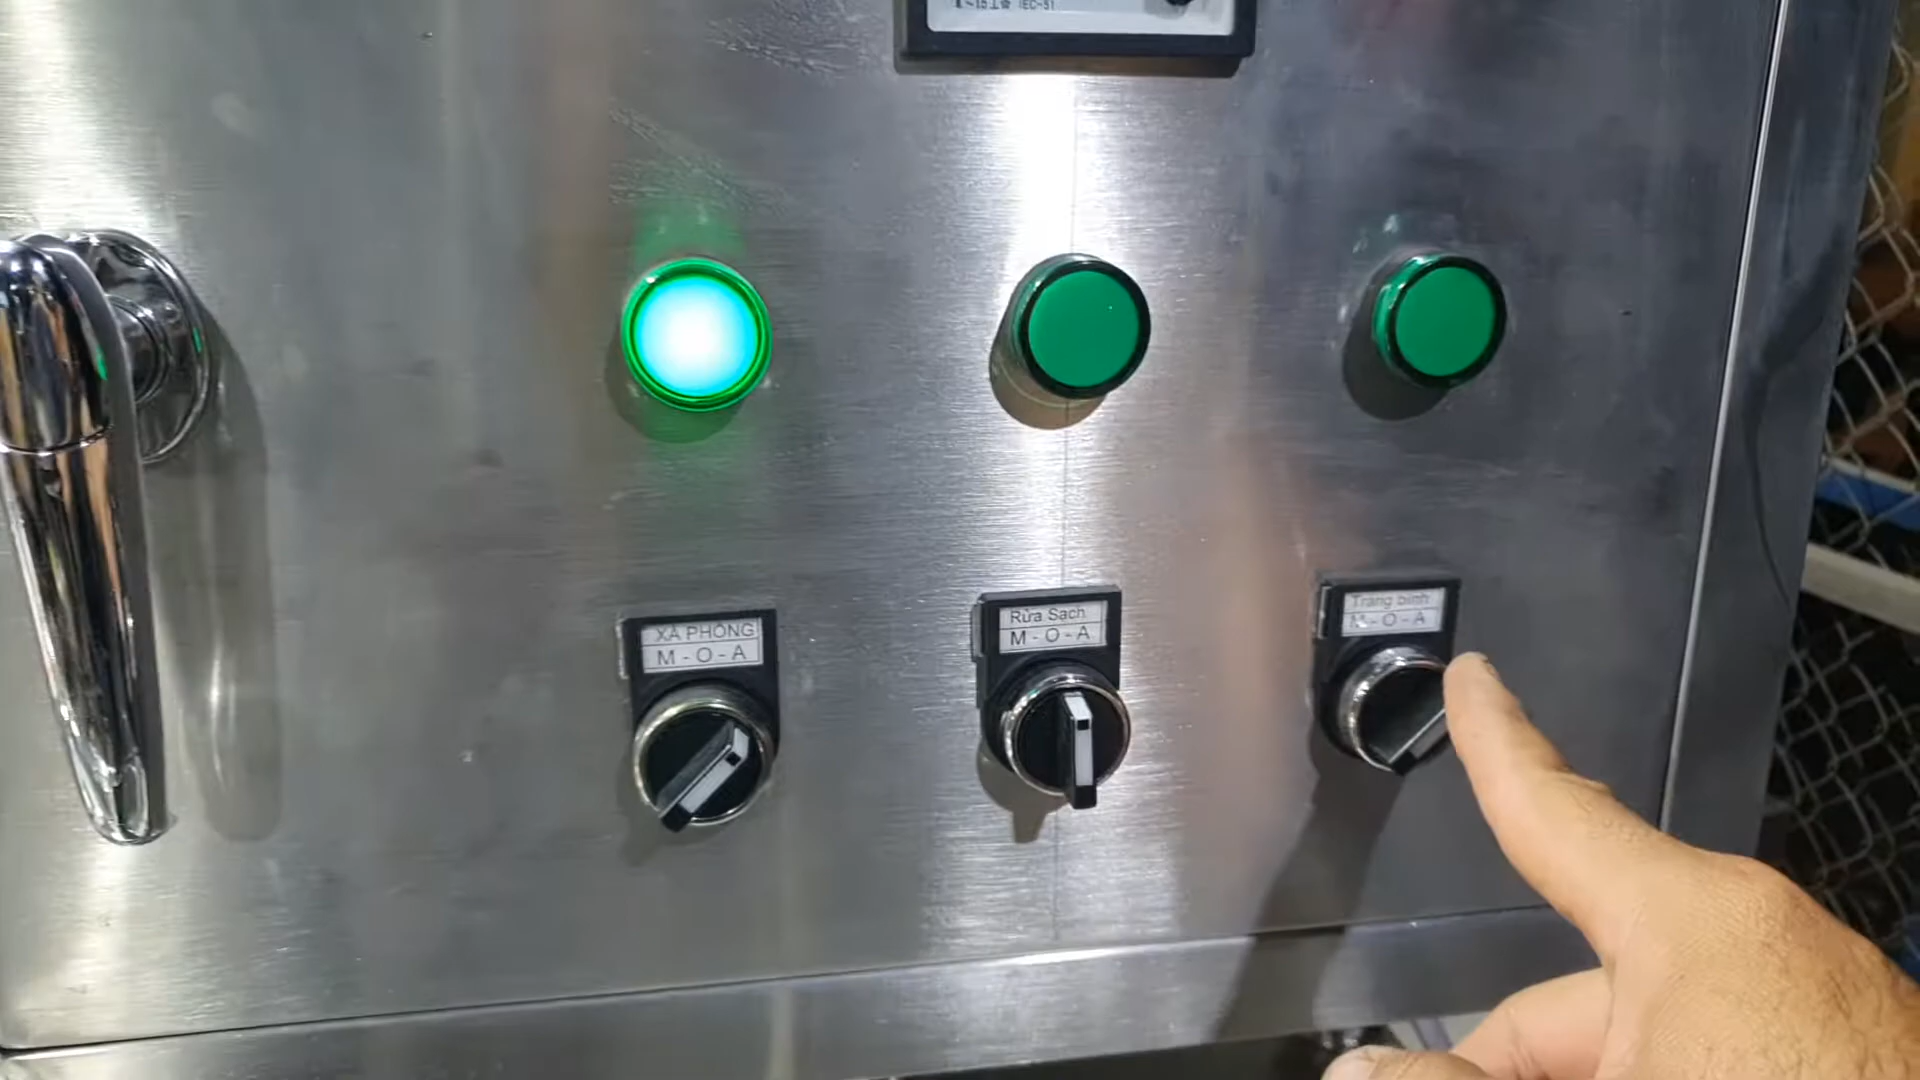 IEC-51
XÀ PHÒNG
M - O - A
Rửa Sạch
M - O - A
Tráng bình
M - O - A